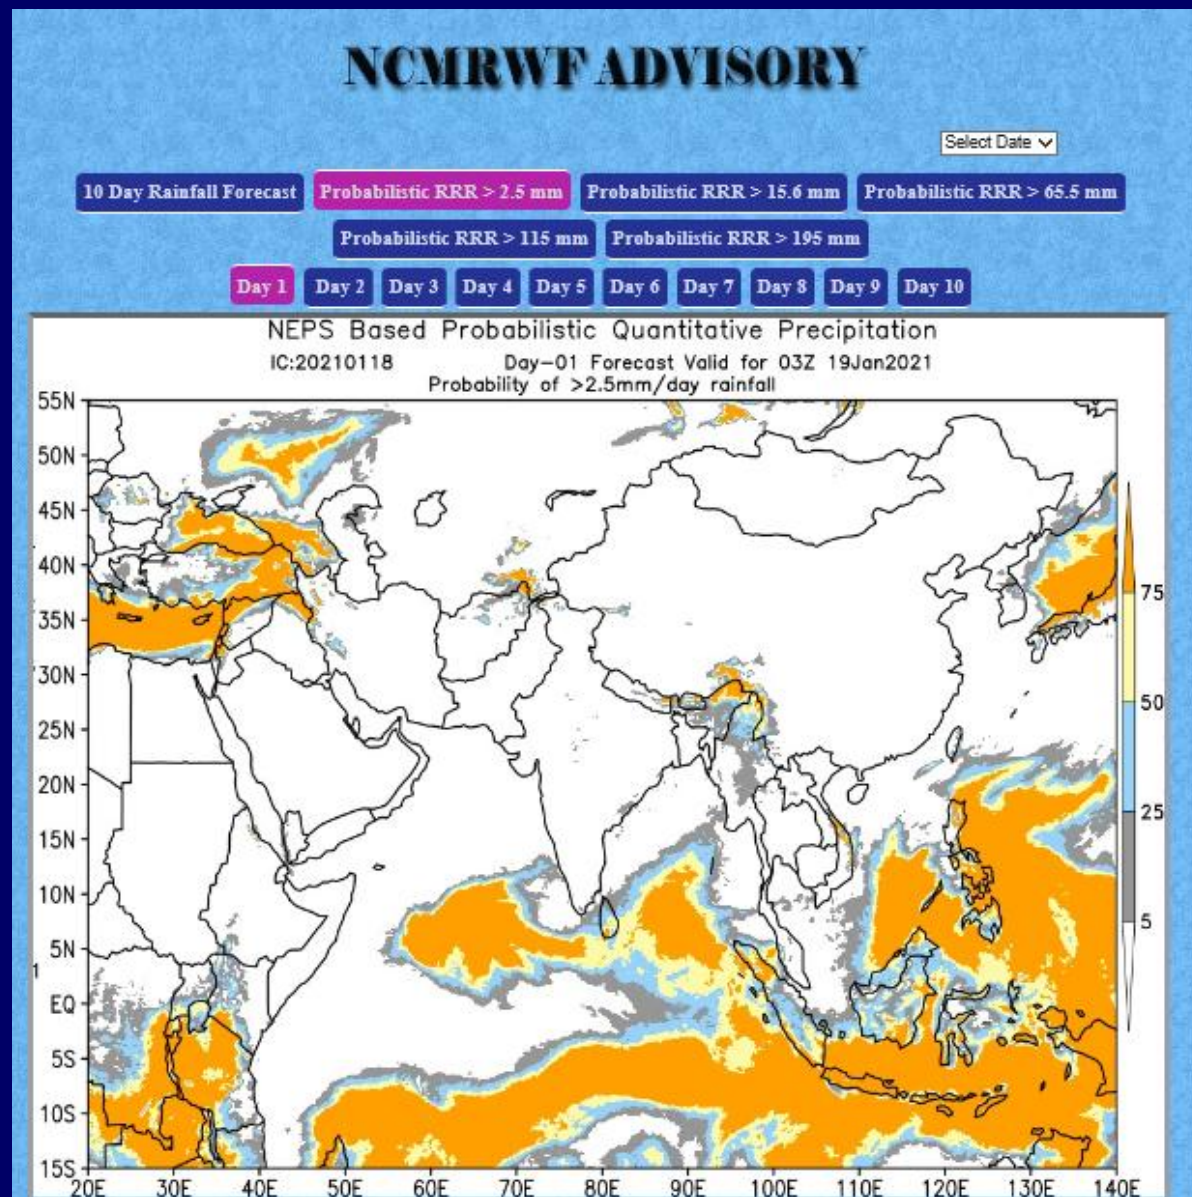 NCMRWF ADVISORY
Select Date
10 Day Rainfall Forecast Probabilistic RRR > 2.5 mm Probabilistic RRR > 15.6 mm Probabilistic RRR > 65.5 mm
Probabilistic RRR > 115 mm Probabilistic RRR > 195 mm
Day 1 Day 2 Day 3 Day 4 Day 5 Day 6 Day 7 Day 8 Day 9 Day 10
NEPS Based Probabilistic Quantitative Precipitation
IC:20210118 Day-01 Forecast Valid for 03Z 19Jan2021
Probability of >2.5mm/day rainfall
55N
50N
45N
40N
35N
30N
25N
20N
15N
10N
5N
EQ
5S
10S
15S
75
50
25
5
20E 30E 40E 50E 60E 70E 80E 90E 100E 110E 120E 130E 140E